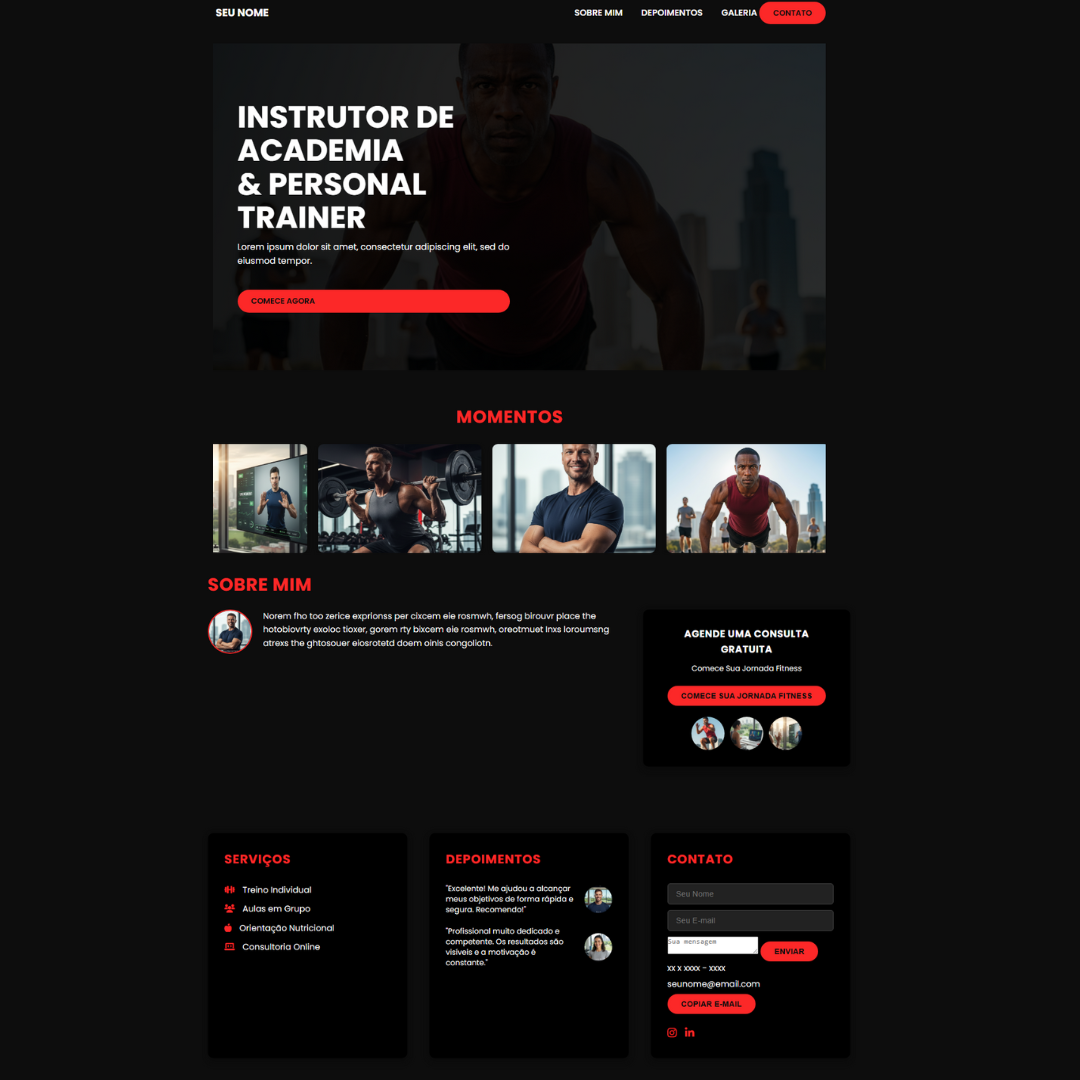 SEU NOME
SOBRE MIM
DEPOIMENTOS
GALERIA
CONTATO
INSTRUTOR DE
ACADEMIA
& PERSONAL
TRAINER
Lorem ipsum dolor sit amet, consectetur adipiscing elit, sed do
eiusmod tempor.
COMECE AGORA
MOMENTOS
SOBRE MIM
Norem fho too zerice exprionss per cixcem eie rosmwh, fersog birouvr place the
hotobiovrty exoloc tioxer, gorem rty bixcem eie rosmwh, oreotmuet lnxs loroumsng
atrexs the ghtosouer eiosrotetd doem oinls congoliotn.
AGENDE UMA CONSULTA
GRATUITA
Comece Sua Jornada Fitness
COMECE SUA JORNADA FITNESS
SERVIÇOS
Treino Individual
Aulas em Grupo
Orientação Nutricional
Consultoria Online
DEPOIMENTOS
"Excelente! Me ajudou a alcançar
meus objetivos de forma rápida e
segura. Recomendo!"
"Profissional muito dedicado e
competente. Os resultados são
visíveis e a motivação é
constante."
CONTATO
Seu Nome
Seu E-mail
Sua mensagem
ENVIAR
xx x xxxx - xxxx
seunome@email.com
COPIAR E-MAIL